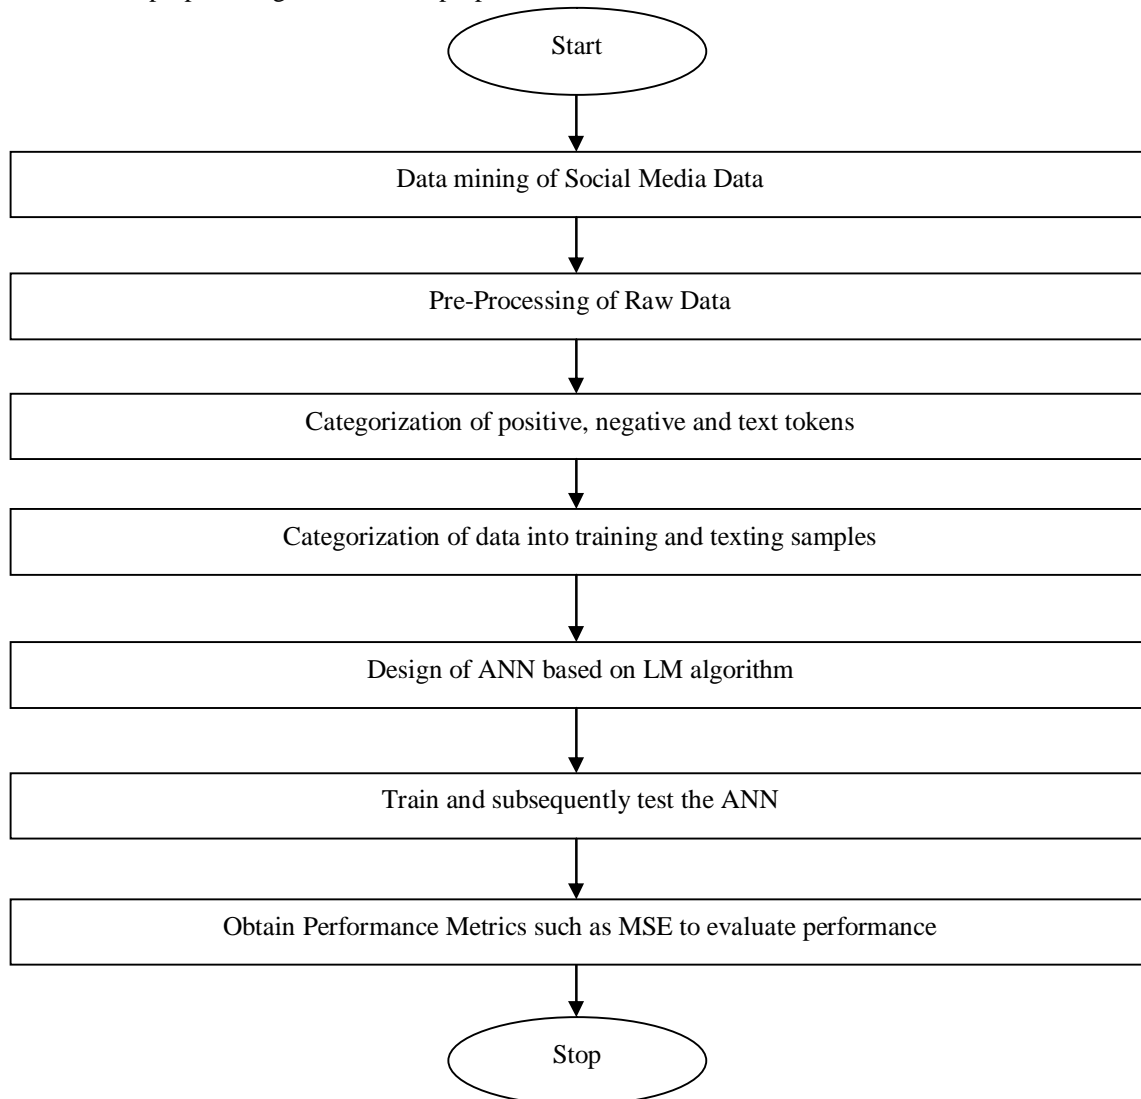 Start
Data mining of Social Media Data
Pre-Processing of Raw Data
Categorization of positive, negative and text tokens
Categorization of data into training and texting samples
Design of ANN based on LM algorithm
Train and subsequently test the ANN
Obtain Performance Metrics such as MSE to evaluate performance
Stop